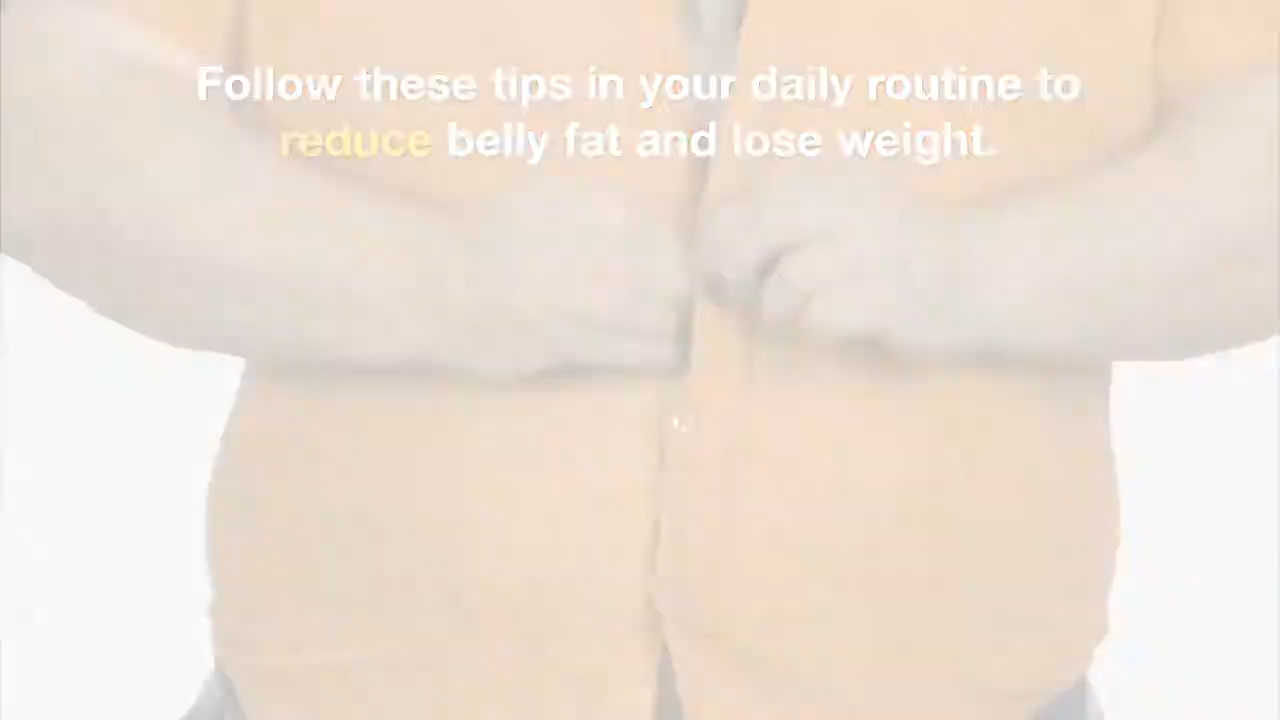 Follow these tips in your daily routine to
reduce belly fat and lose weight.